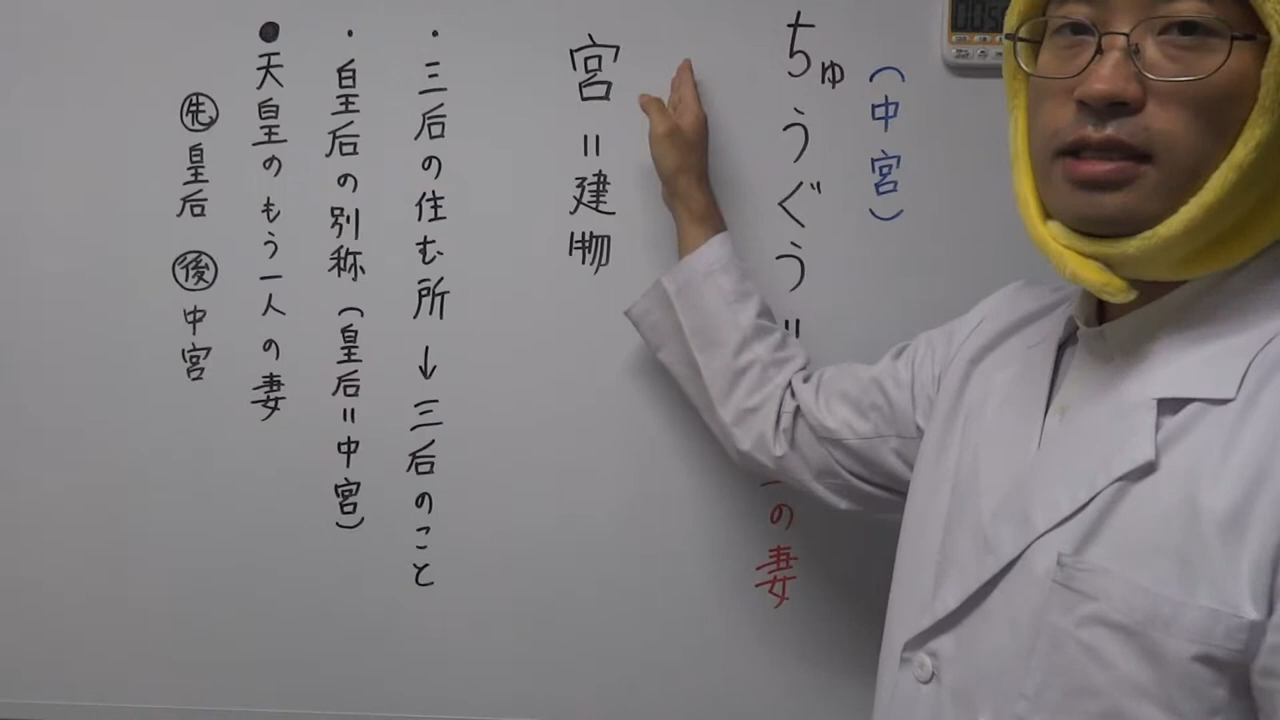 (中宮)
ちゅうぐう=
の妻
宮=建物
・三后の住む所→三后のこと
・皇后の別称(皇后=中宮)
●天皇のもう一人の妻
先皇后 後中宮